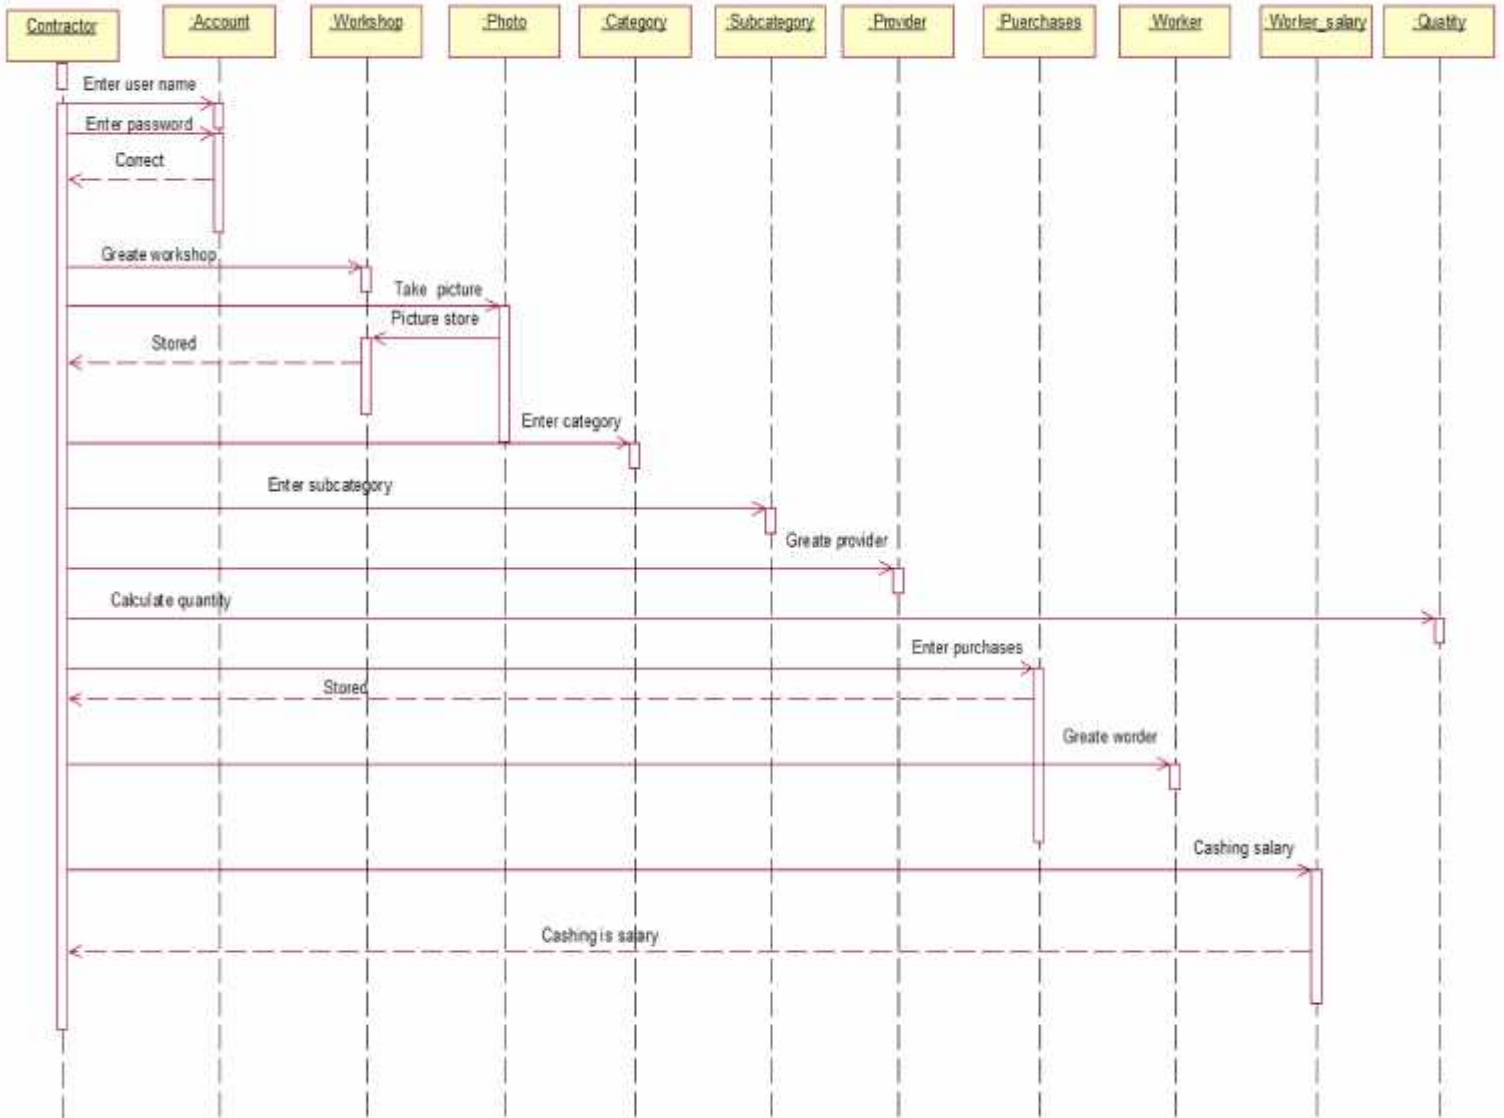 Contractor
:Account
:Workshop
:Photo
:Category
:Subcategory
:Provider
:Puerchases
:Worker
:Worker_salary
:Quatity
Enter user name
Enter password
Correct
Greate workshop
Take picture
Picture store
Stored
Enter category
Enter subcategory
Greate provider
Calculate quantity
Enter purchases
Stored
Greate worder
Cashing salary
Cashing is salary